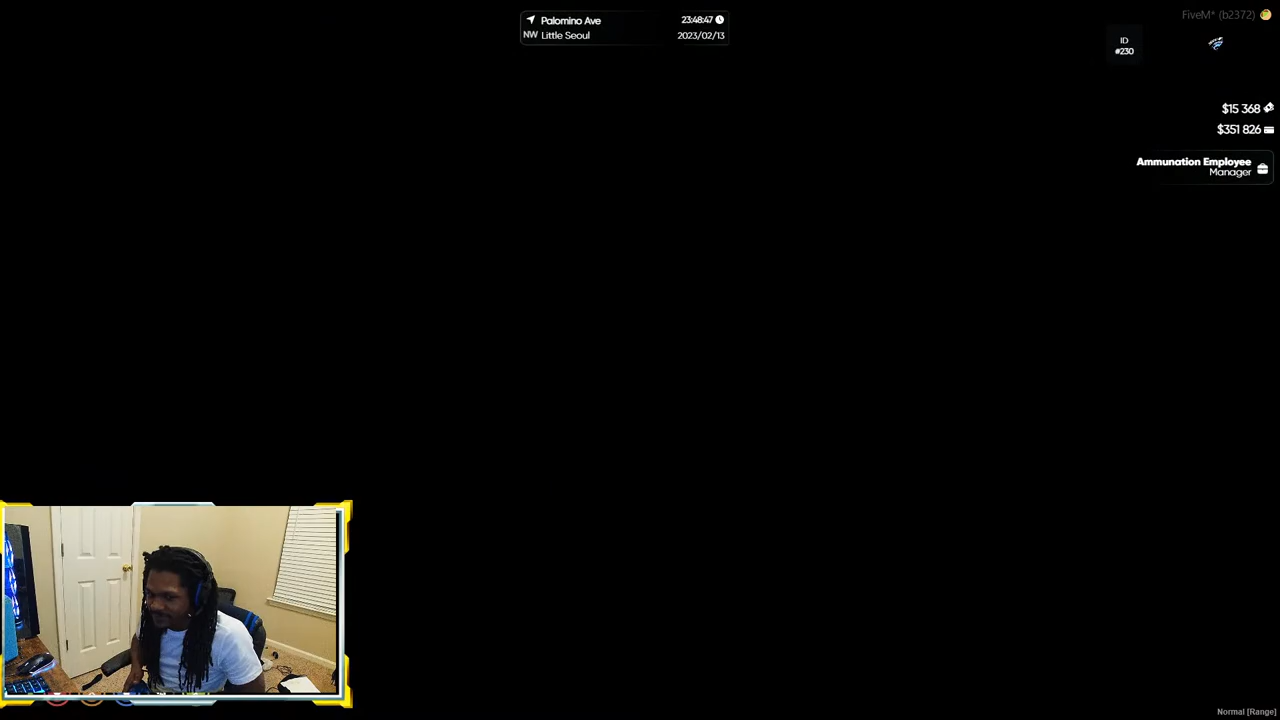 Palomino Ave 23:48:47
NW Little Seoul 2023/02/13
FiveM* (b2372)
ID
#230
$15 368
$351 826
Ammunation Employee
Manager
Normal [Range]